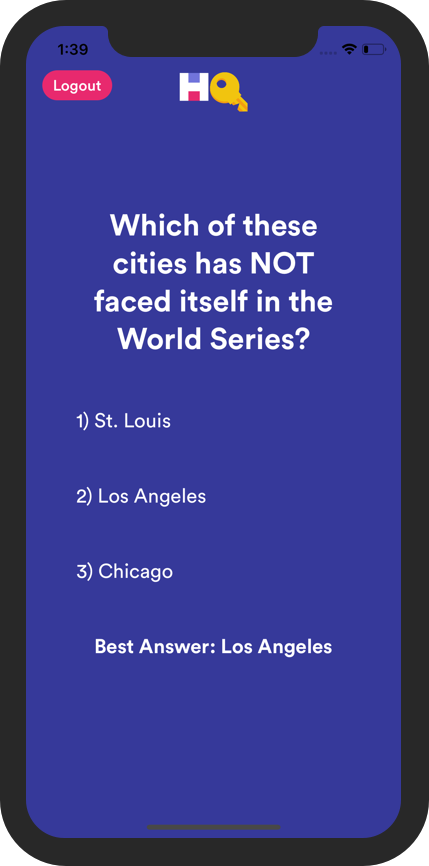 1:39
Logout
HQ
Which of these
cities has NOT
faced itself in the
World Series?
1) St. Louis
2) Los Angeles
3) Chicago
Best Answer: Los Angeles